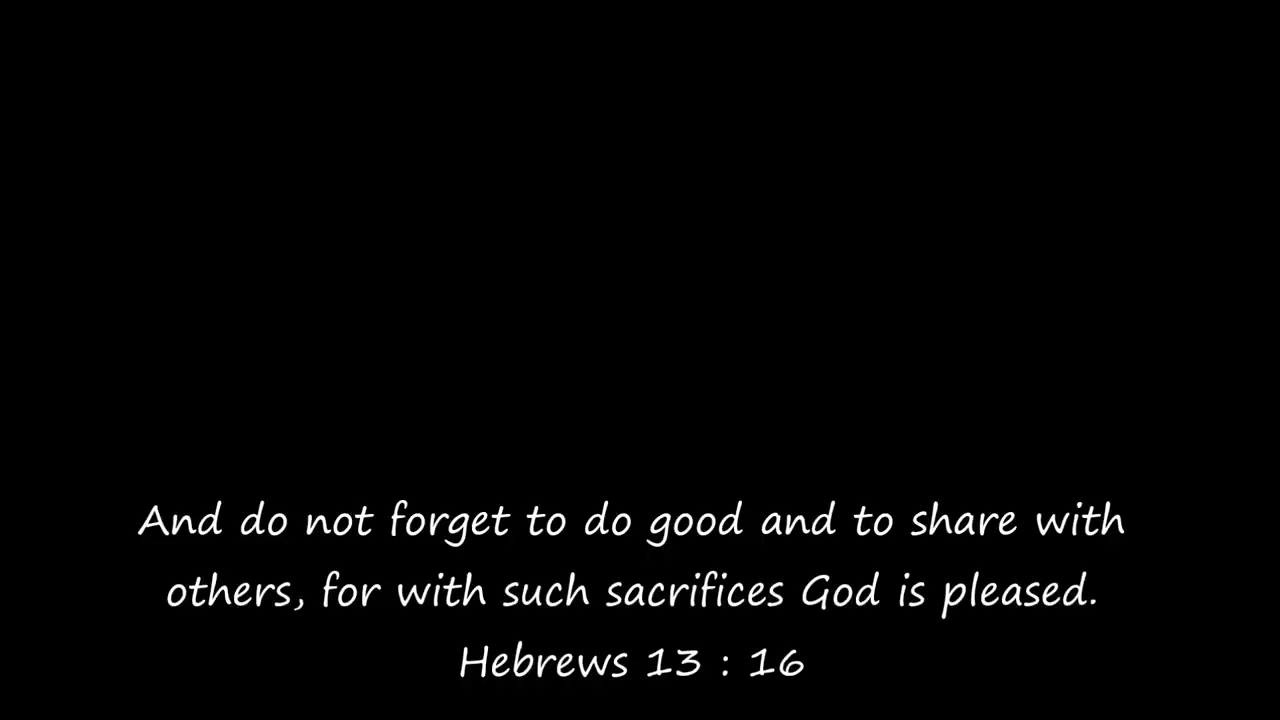 And do not forget to do good and to share with
others, for with such sacrifices God is pleased.
Hebrews 13 : 16